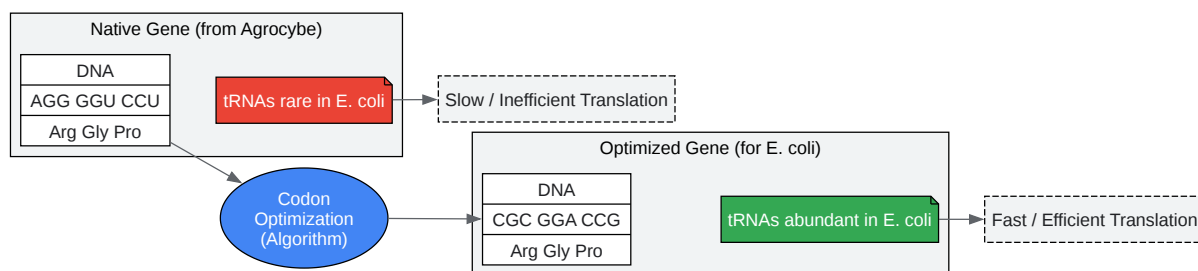 Native Gene (from Agrocybe)
DNA
AGG GGU CCU
Arg Gly Pro
tRNAs rare in E. coli
Slow / Inefficient Translation
Codon
Optimization
(Algorithm)
Optimized Gene (for E. coli)
DNA
CGC GGA CCG
Arg Gly Pro
tRNAs abundant in E. coli
Fast / Efficient Translation